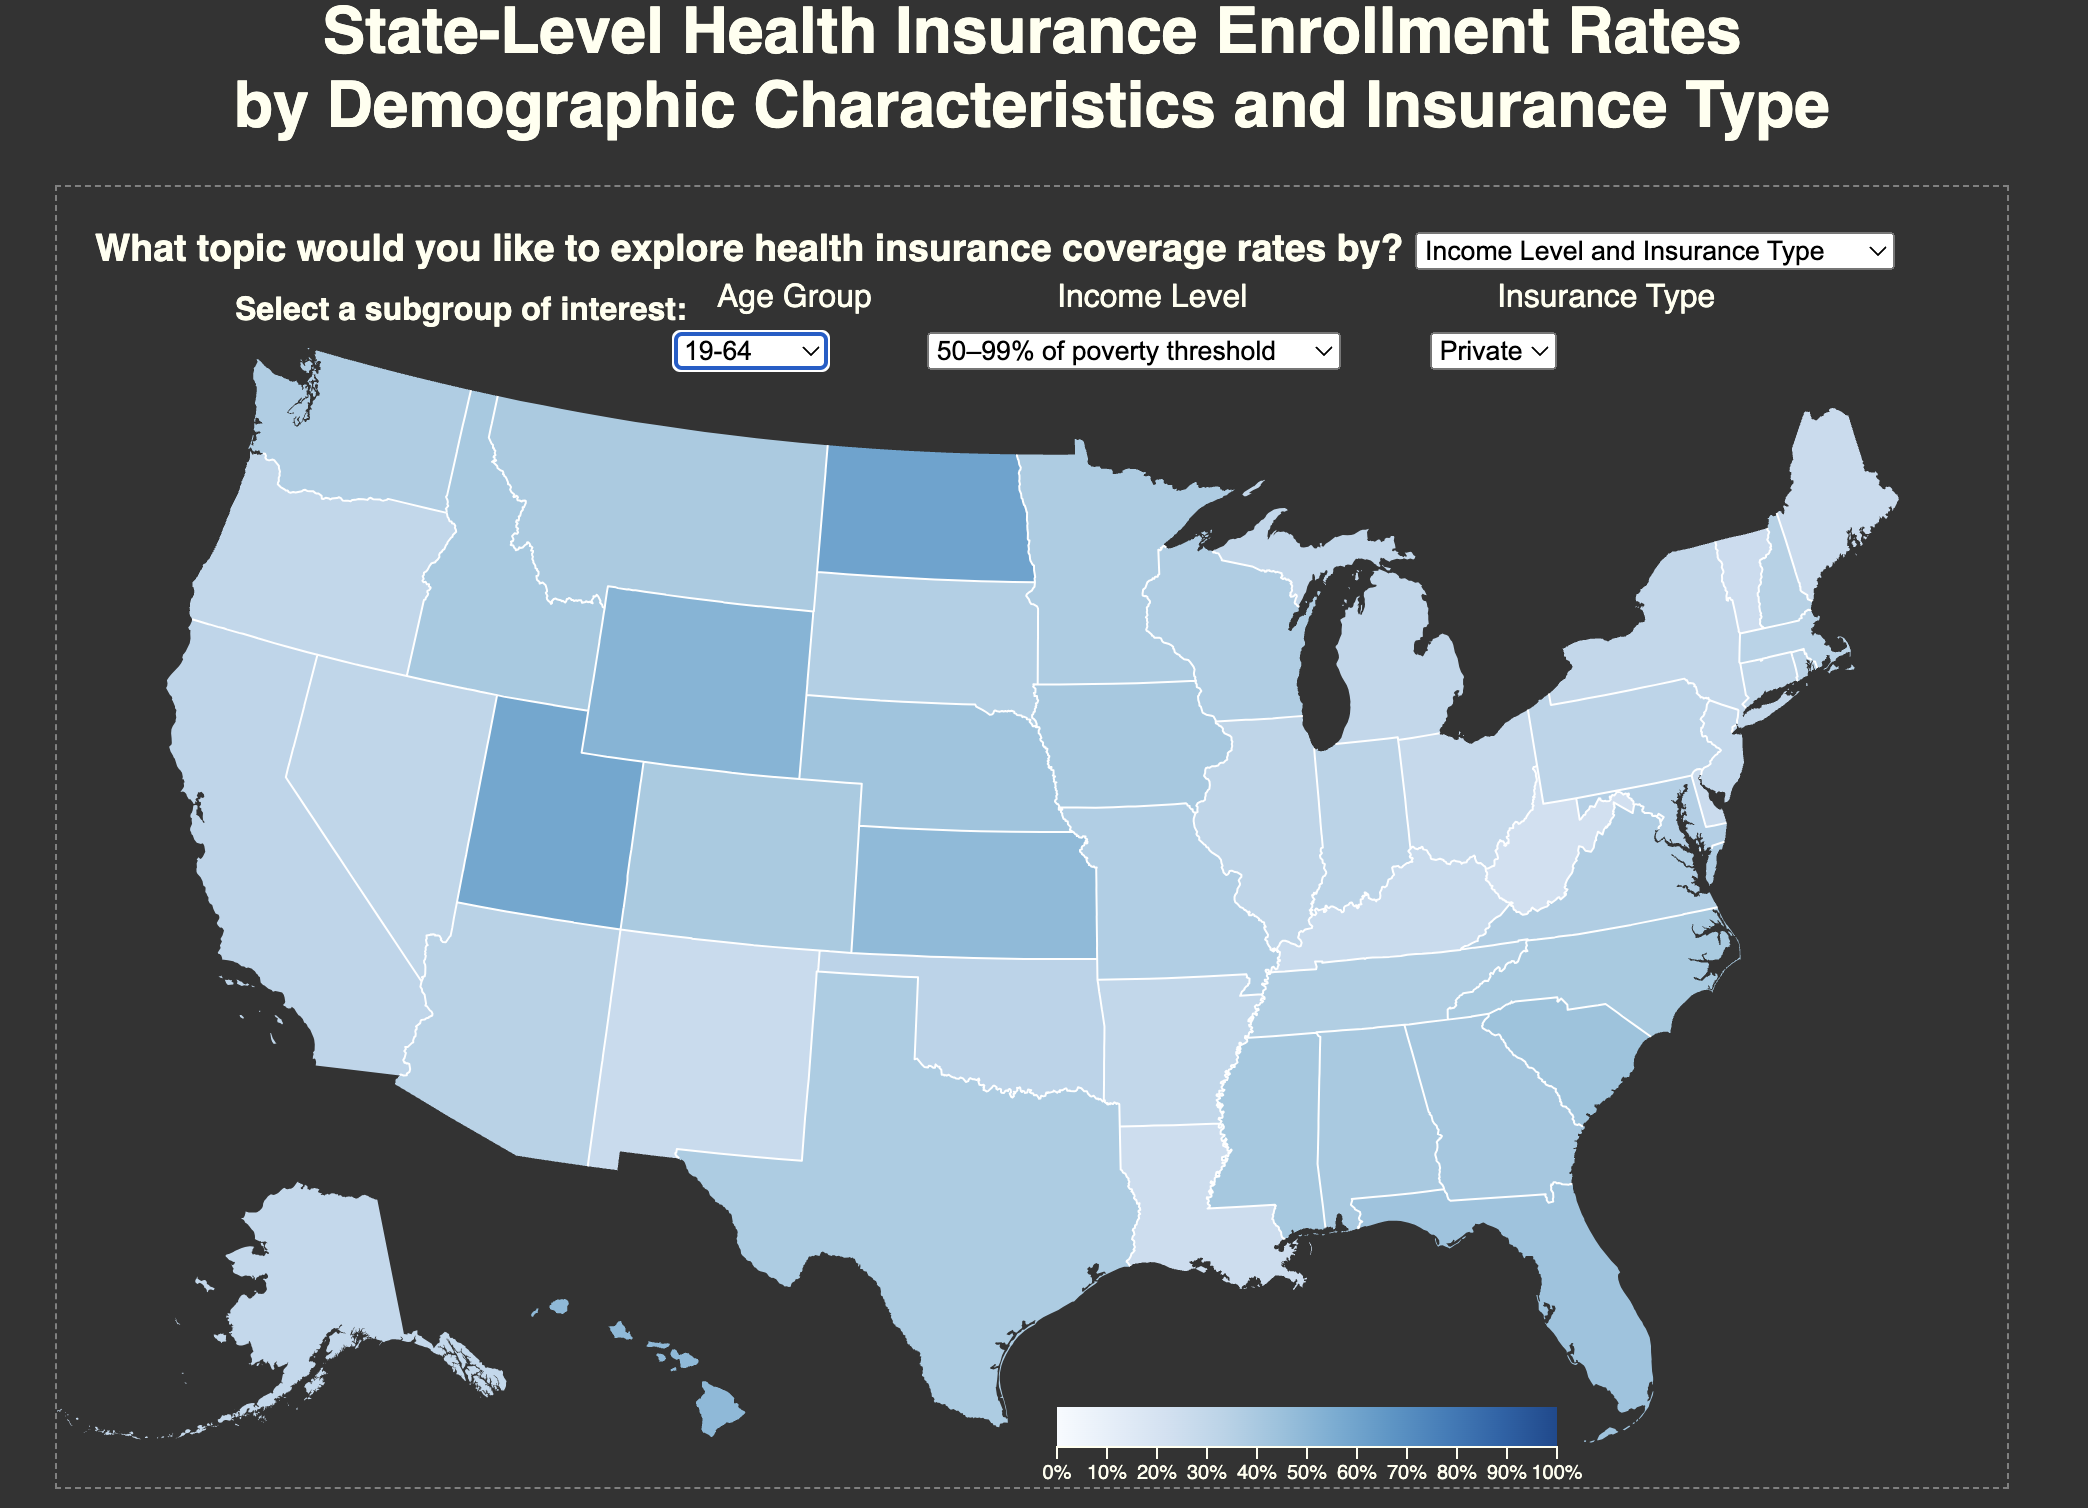 State-Level Health Insurance Enrollment Rates
by Demographic Characteristics and Insurance Type
What topic would you like to explore health insurance coverage rates by? Income Level and Insurance Type
Select a subgroup of interest: Age Group Income Level Insurance Type
19-64 50–99% of poverty threshold Private
0% 10% 20% 30% 40% 50% 60% 70% 80% 90% 100%